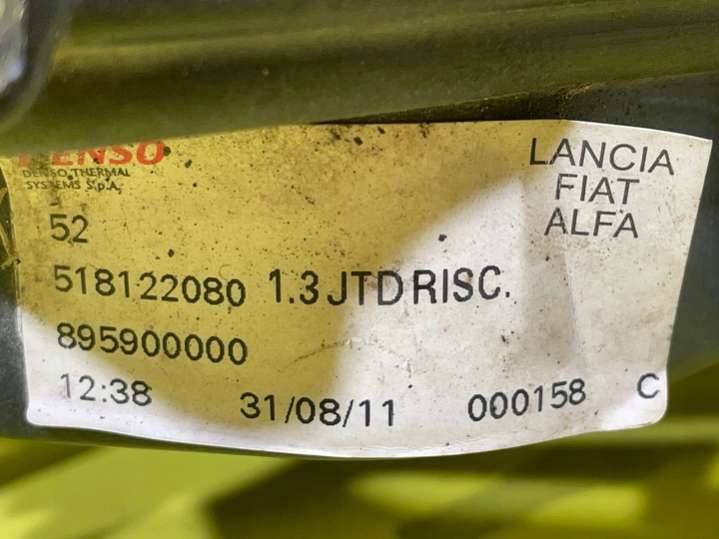 DENSO
DENSO THERMAL
SYSTEMS S.p.A.
LANCIA
FIAT
ALFA
52
518122080 1.3 JTD RISC.
895900000
12:38 31/08/11 000158 C